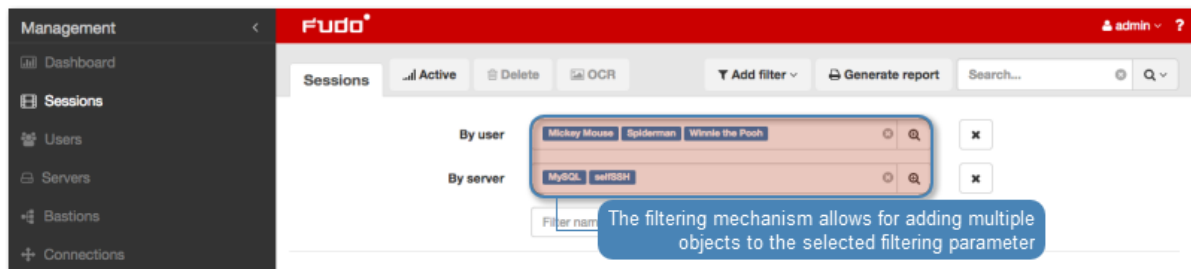 Management
Fudo
admin ?
Dashboard
Sessions Active Delete OCR Add filter Generate report Search...
Sessions
Users
By user Mickey Mouse Spiderman Winnie the Pooh
Servers
By server MySQL selfSSH
Bastions
Filter nam
The filtering mechanism allows for adding multiple
objects to the selected filtering parameter
Connections